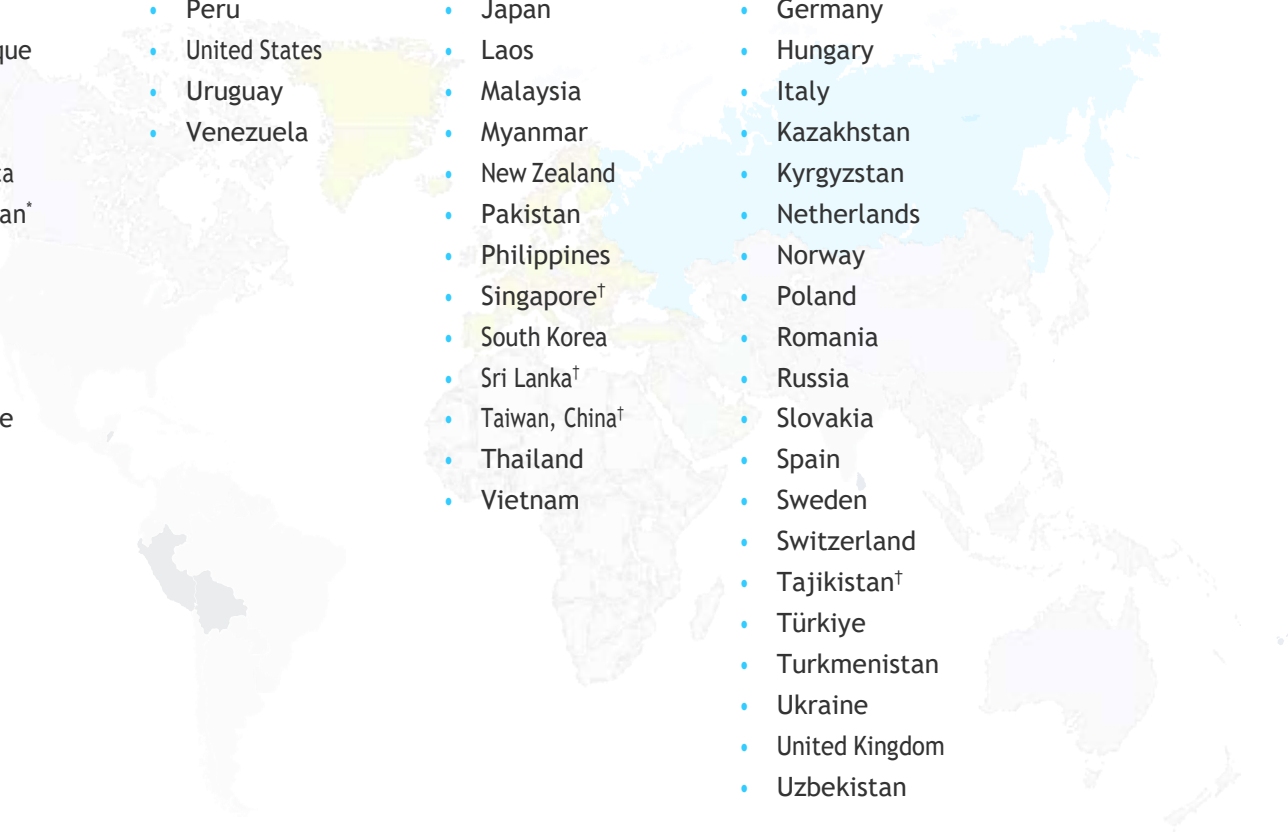 • Peru
• United States
• Uruguay
• Venezuela
• Japan
• Laos
• Malaysia
• Myanmar
• New Zealand
• Pakistan
• Philippines
• Singapore†
• South Korea
• Sri Lanka†
• Taiwan, China†
• Thailand
• Vietnam
• Germany
• Hungary
• Italy
• Kazakhstan
• Kyrgyzstan
• Netherlands
• Norway
• Poland
• Romania
• Russia
• Slovakia
• Spain
• Sweden
• Switzerland
• Tajikistan†
• Türkiye
• Turkmenistan
• Ukraine
• United Kingdom
• Uzbekistan